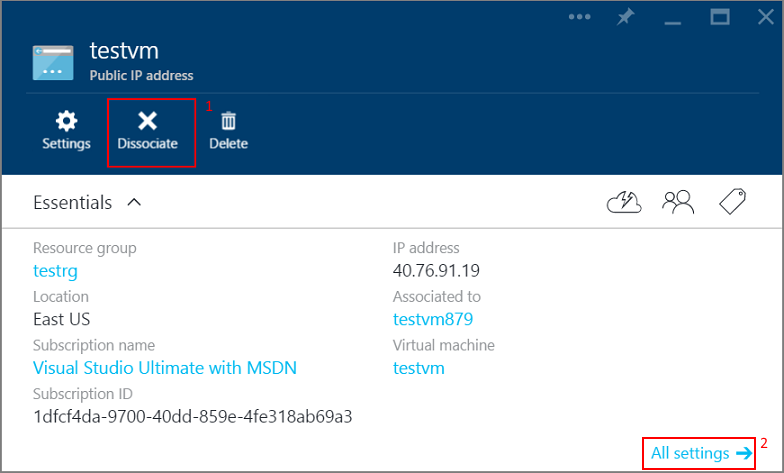 testvm
Public IP address
1
Settings Dissociate Delete
Essentials
Resource group IP address
testrg 40.76.91.19
Location Associated to
East US testvm879
Subscription name Virtual machine
Visual Studio Ultimate with MSDN testvm
Subscription ID
1dfcf4da-9700-40dd-859e-4fe318ab69a3
All settings 2